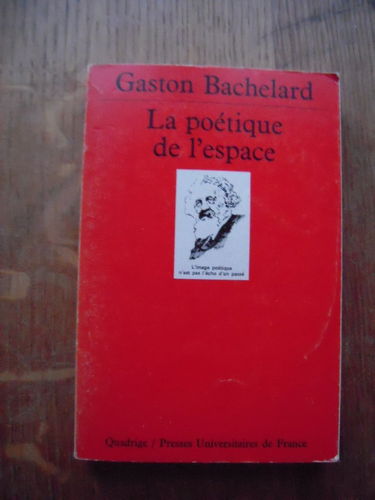 Gaston Bachelard
La poétique
de l'espace
L'image poétique
n'est pas l'écho d'un passé
Quadrige / Presses Universitaires de France